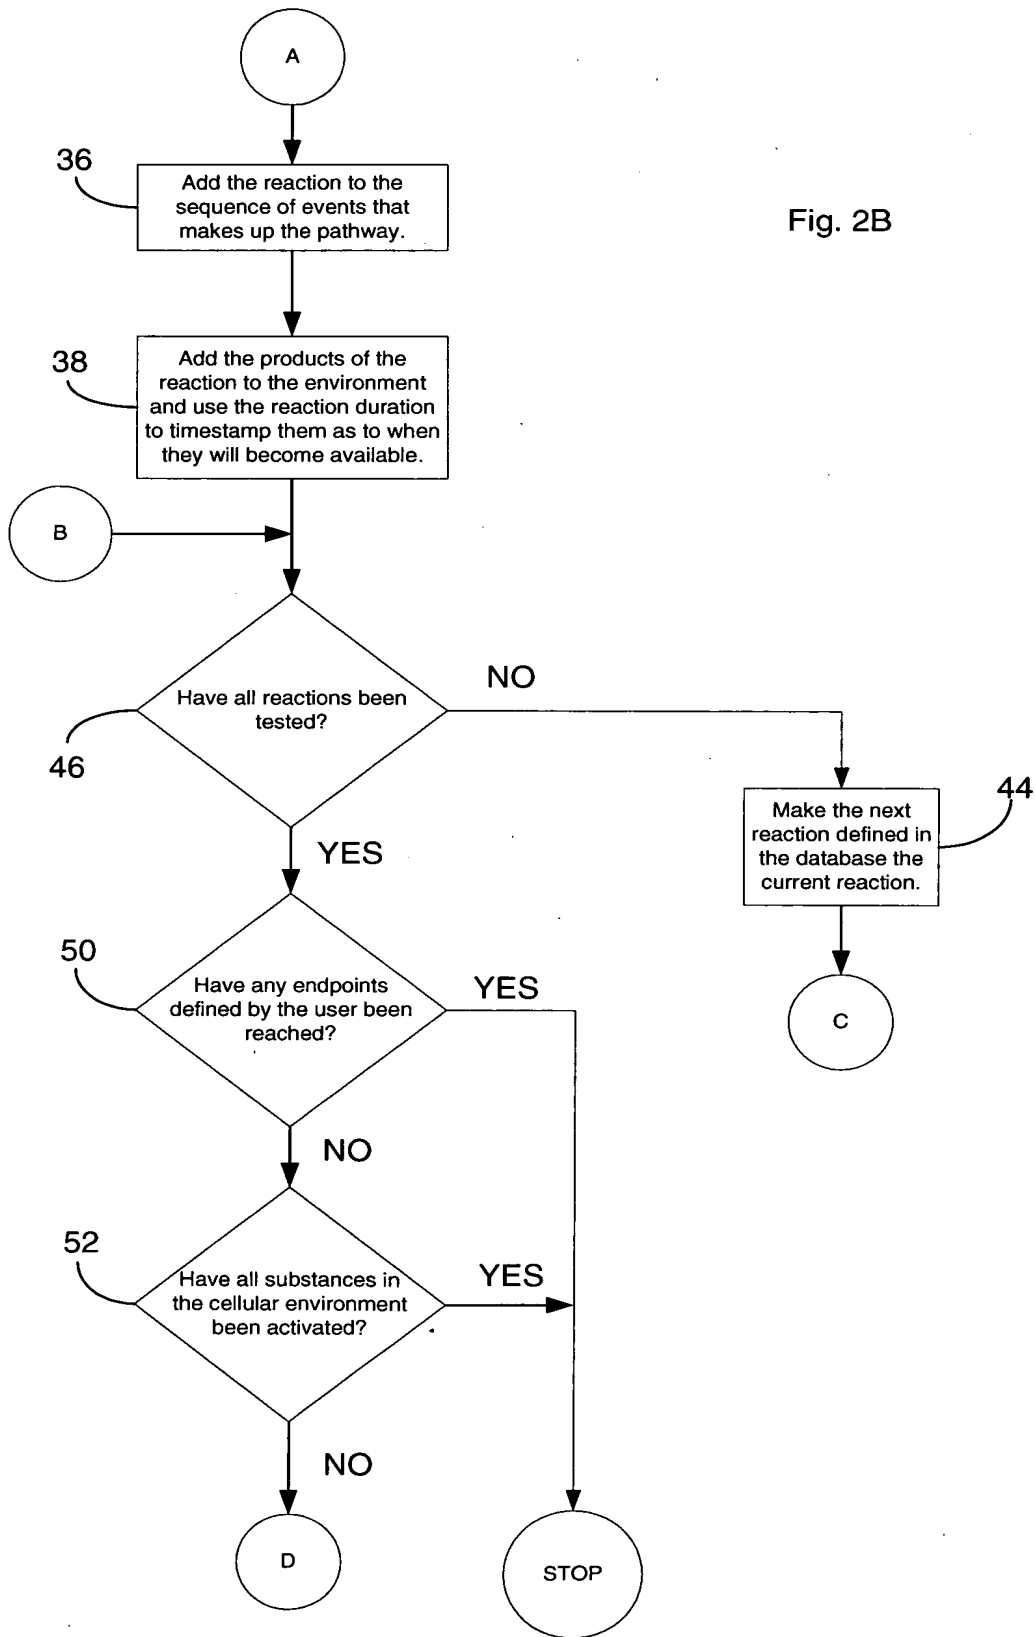 A
36
Add the reaction to the
sequence of events that
makes up the pathway.
Fig. 2B
38
Add the products of the
reaction to the environment
and use the reaction duration
to timestamp them as to when
they will become available.
B
Have all reactions been
tested?
NO
46
YES
44
Make the next
reaction defined in
the database the
current reaction.
C
50
Have any endpoints
defined by the user been
reached?
YES
NO
52
Have all substances in
the cellular environment
been activated?
YES
NO
D
STOP